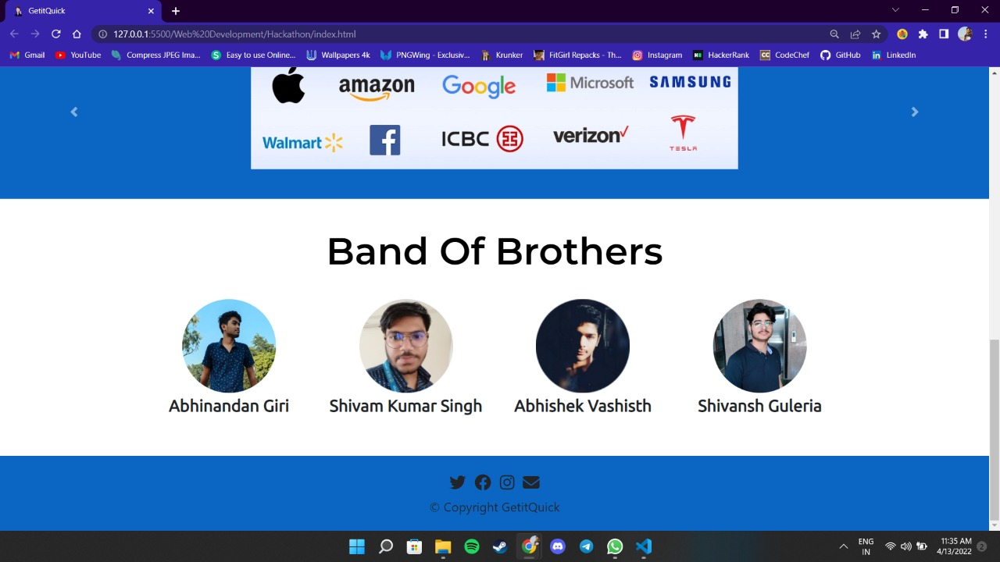 GetitQuick
127.0.0.1:5500/Web%20Development/Hackathon/index.html
Gmail YouTube Compress JPEG Ima... Easy to use Online... Wallpapers 4k PNGWing - Exclusiv... Krunker FitGirl Repacks - Th... Instagram HackerRank CodeChef GitHub LinkedIn
amazon Google Microsoft SAMSUNG
Walmart ICBC verizon TESLA
Band Of Brothers
Abhinandan Giri Shivam Kumar Singh Abhishek Vashisth Shivansh Guleria
© Copyright GetitQuick
ENG 11:35 AM
IN 4/13/2022 2